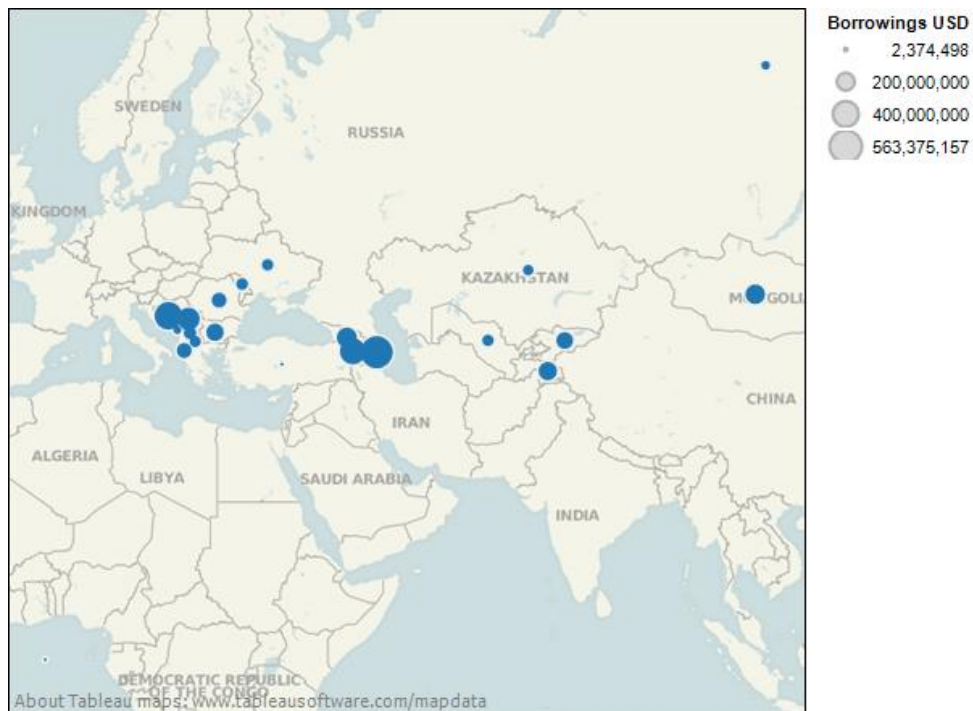 Borrowings USD
2,374,498
200,000,000
400,000,000
563,375,157
SWEDEN
RUSSIA
KINGDOM
KAZAKHSTAN
MONGOLI
CHINA
IRAN
ALGERIA
LIBYA
SAUDI ARABIA
INDIA
DEMOCRATIC REPUBLIC
OF THE CONGO
About Tableau maps: www.tableausoftware.com/mapdata